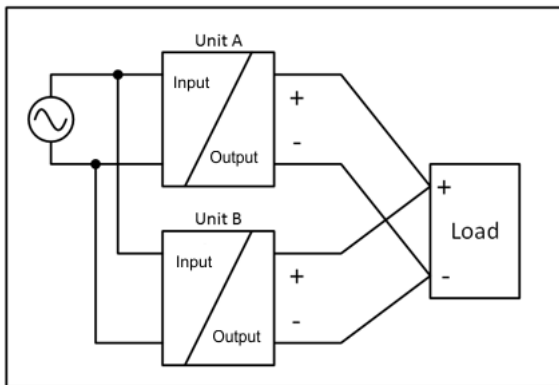 Unit A
Input
+
-
Output
Unit B
Input
+
-
Output
+
Load
-